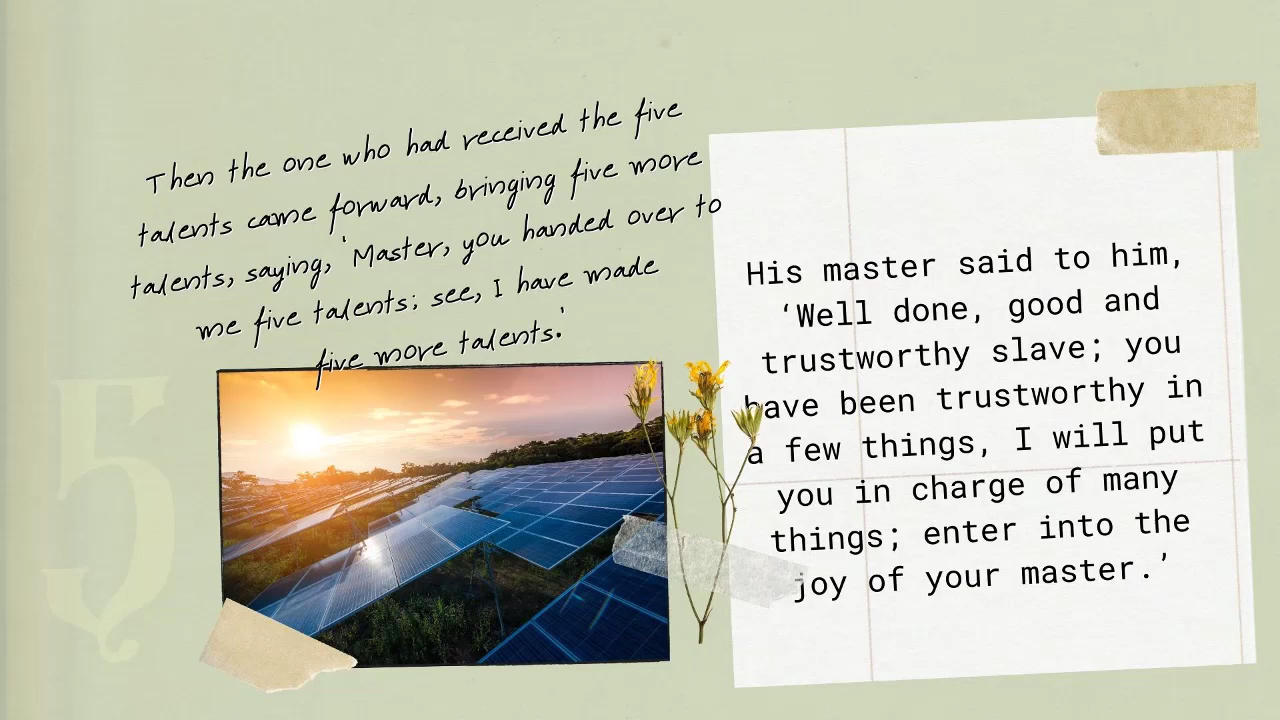 Then the one who had received the five
talents came forward, bringing five more
talents, saying, 'Master, you handed over to
me five talents; see, I have made
five more talents.'
5
His master said to him,
‘Well done, good and
trustworthy slave; you
have been trustworthy in
a few things, I will put
you in charge of many
things; enter into the
joy of your master.’